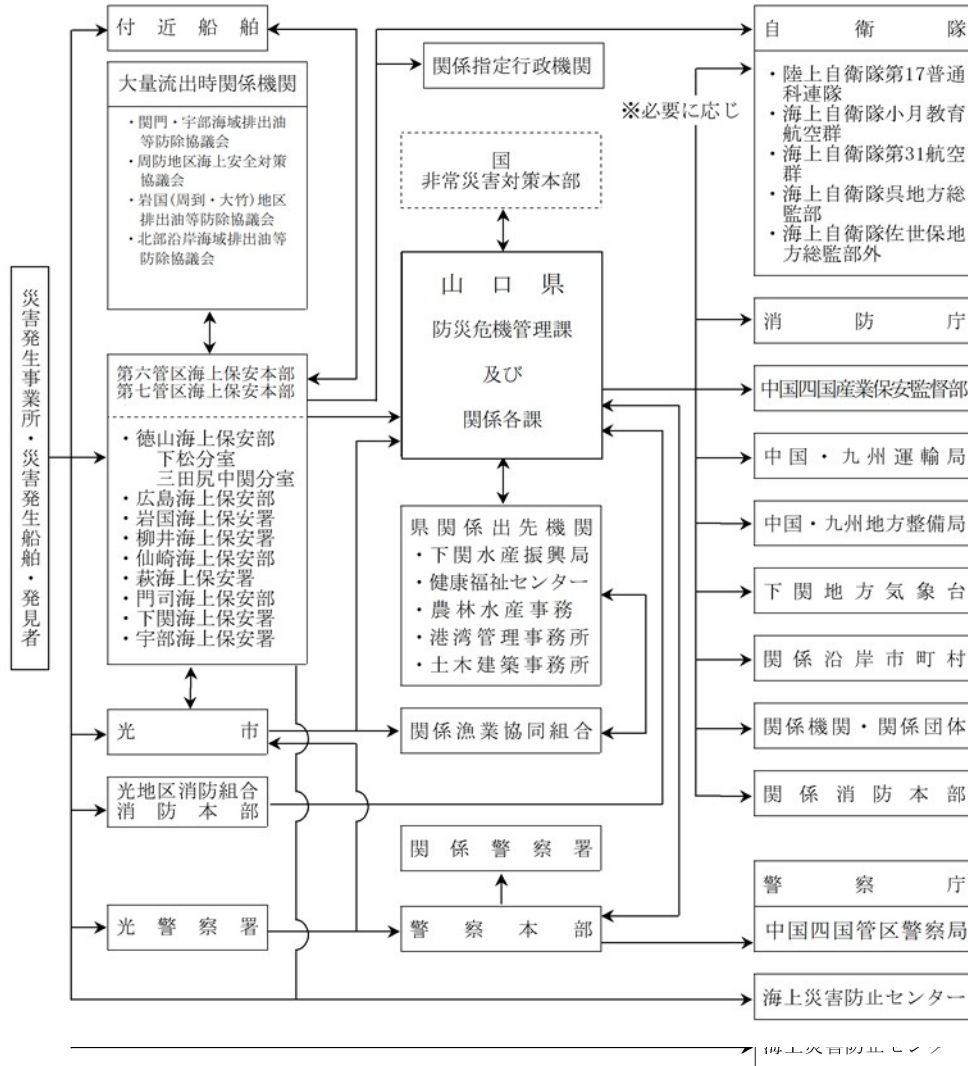 災害発生事業所・災害発生船舶・発見者
付近船舶
大量流出時関係機関
・関門・宇部海域排出油
等防除協議会
・周防地区海上安全対策
協議会
・岩国(周到・大竹)地区
排出油等防除協議会
・北部沿岸海域排出油等
防除協議会
第六管区海上保安本部
第七管区海上保安本部
・徳山海上保安部
下松分室
三田尻中関分室
・広島海上保安部
・岩国海上保安署
・柳井海上保安署
・仙崎海上保安部
・萩海上保安署
・門司海上保安部
・下関海上保安署
・宇部海上保安署
光市
光地区消防組合
消防本部
光警察署
関係指定行政機関
国
非常災害対策本部
山口県
防災危機管理課
及び
関係各課
県関係出先機関
・下関水産振興局
・健康福祉センター
・農林水産事務
・港湾管理事務所
・土木建築事務所
関係漁業協同組合
関係警察署
警察本部
※必要に応じ
自衛隊
・陸上自衛隊第17普通
科連隊
・海上自衛隊小月教育
航空群
・海上自衛隊第31航空
群
・海上自衛隊呉地方総
監部
・海上自衛隊佐世保地
方総監部外
消防庁
中国四国産業保安監督部
中国・九州運輸局
中国・九州地方整備局
下関地方気象台
関係沿岸市町村
関係機関・関係団体
関係消防本部
警察庁
中国四国管区警察局
海上災害防止センター